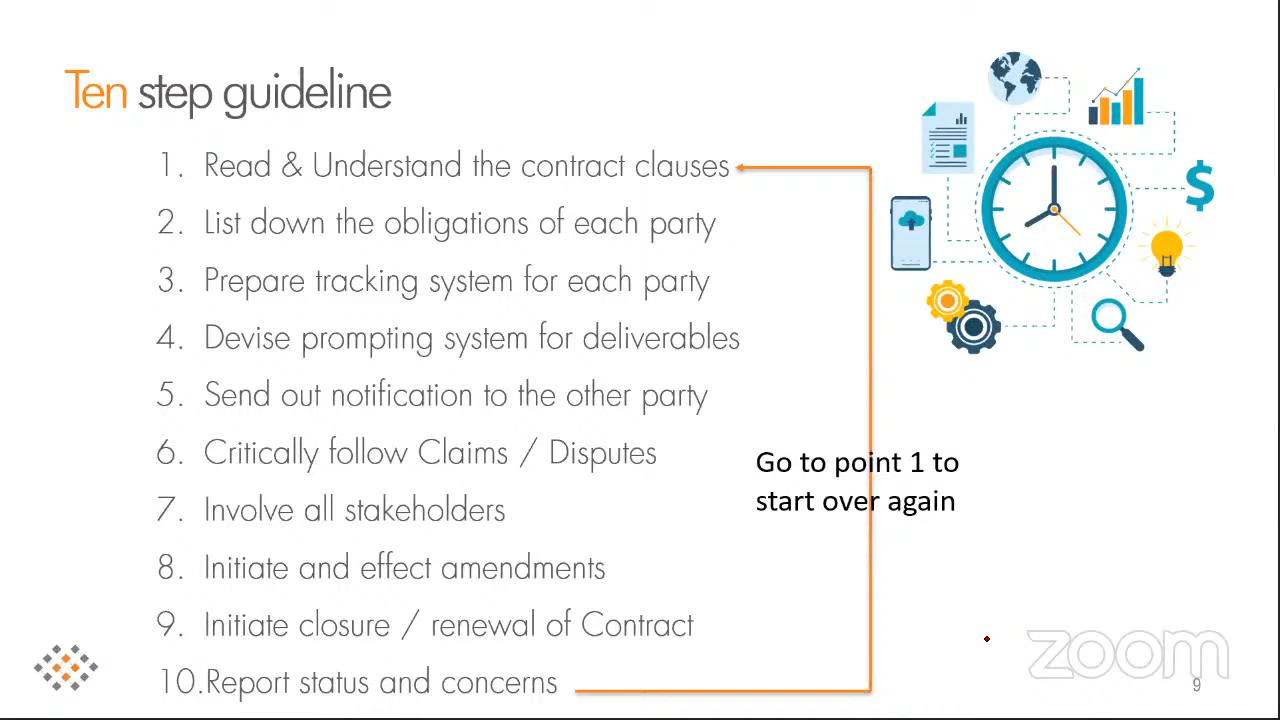 Ten step guideline
1. Read & Understand the contract clauses
2. List down the obligations of each party
3. Prepare tracking system for each party
4. Devise prompting system for deliverables
5. Send out notification to the other party
6. Critically follow Claims / Disputes
Go to point 1 to
start over again
7. Involve all stakeholders
8. Initiate and effect amendments
9. Initiate closure / renewal of Contract
10.Report status and concerns
zoom
9